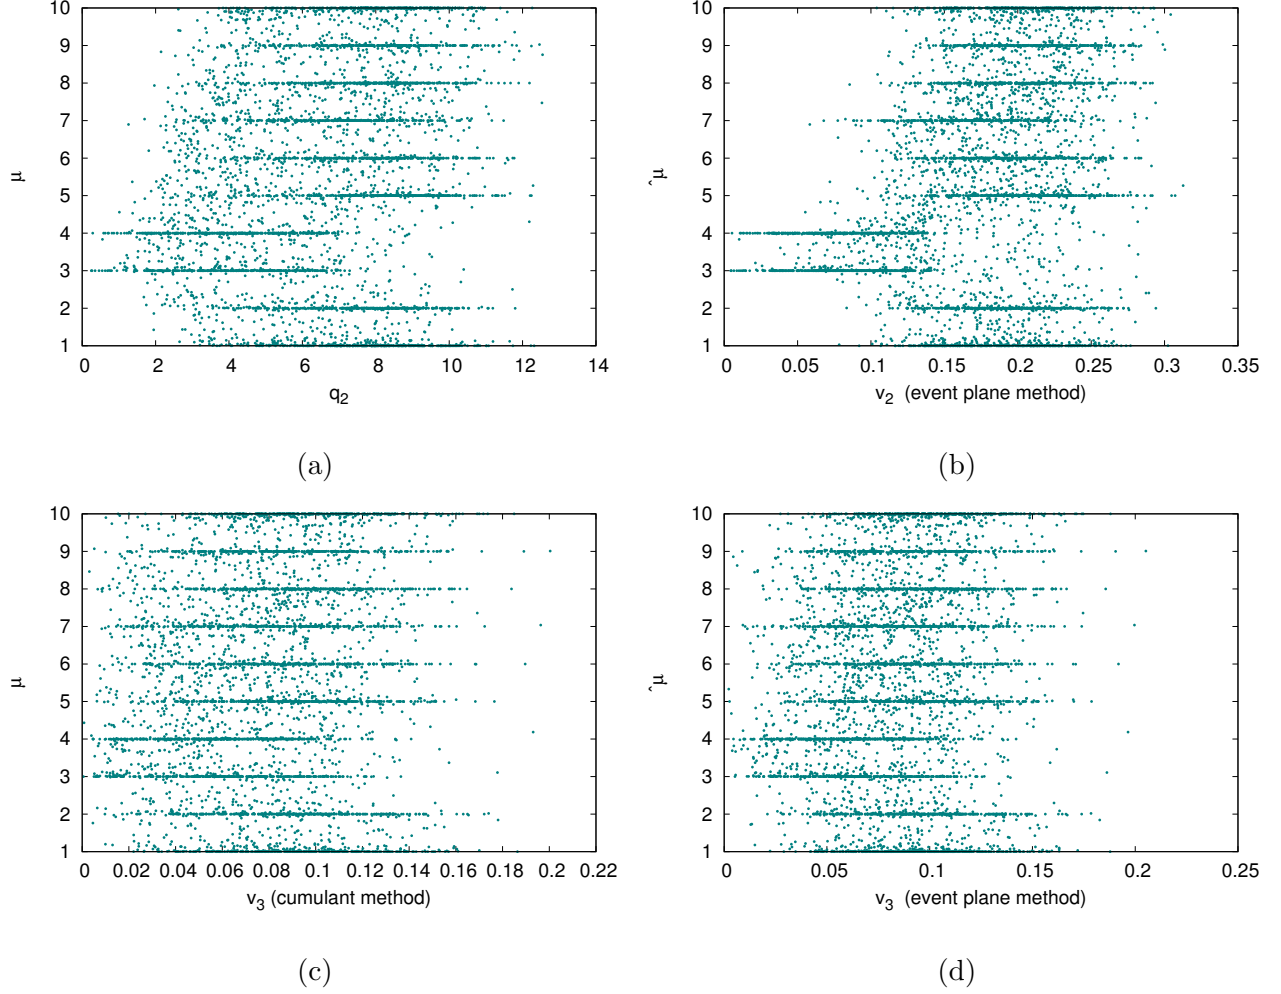 10
9
8
7
6
5
4
3
2
1
μ
0 2 4 6 8 10 12 14
q2
(a)
10
9
8
7
6
5
4
3
2
1
μ̂
0 0.05 0.1 0.15 0.2 0.25 0.3 0.35
v2 (event plane method)
(b)
10
9
8
7
6
5
4
3
2
1
μ
0 0.02 0.04 0.06 0.08 0.1 0.12 0.14 0.16 0.18 0.2 0.22
v3 (cumulant method)
(c)
10
9
8
7
6
5
4
3
2
1
μ̂
0 0.05 0.1 0.15 0.2 0.25
v3 (event plane method)
(d)